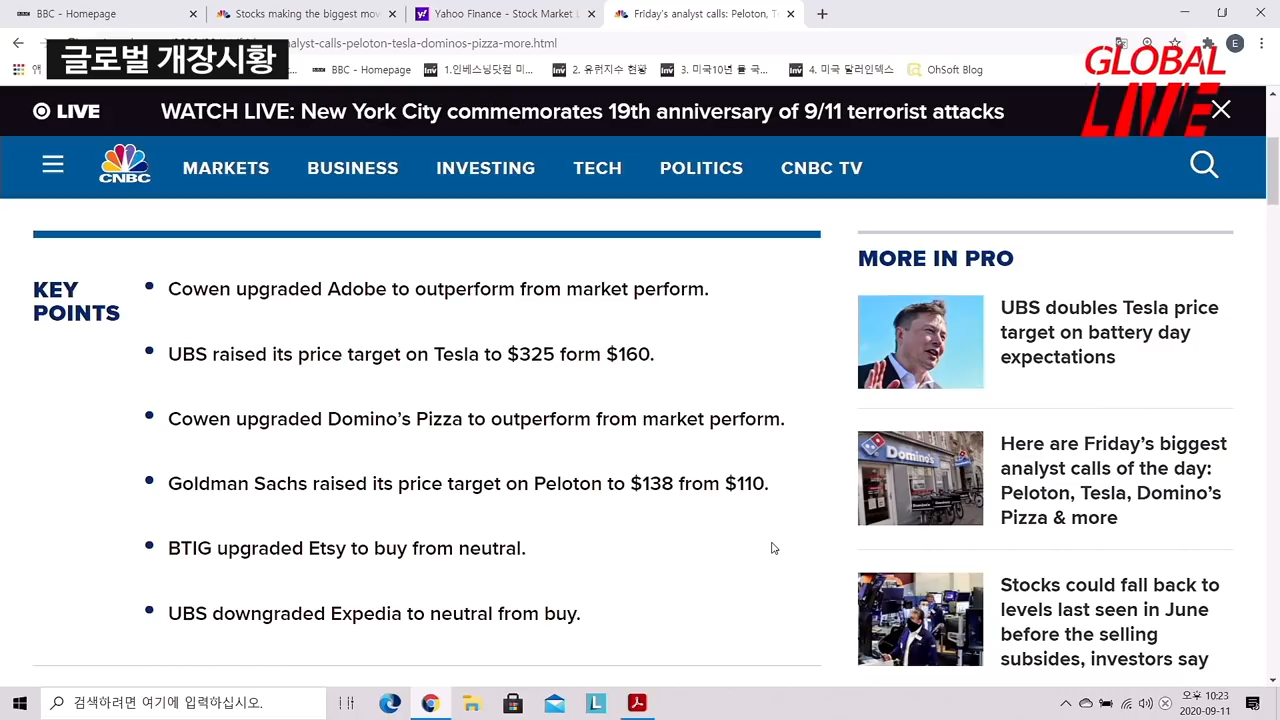 BBC - Homepage
Stocks making the biggest mov
Yahoo Finance - Stock Market L
Friday's analyst calls: Peloton, T
글로벌 개장시황
alyst-calls-peloton-tesla-dominos-pizza-more.html
E
GLOBAL
LIVE
BBC - Homepage
1.인베스닝닷컴 미...
2. 유퀴지수 현황
3. 미국10년 률 국...
4. 미국 달러인덱스
OhSoft Blog
LIVE
WATCH LIVE: New York City commemorates 19th anniversary of 9/11 terrorist attacks
CNBC
MARKETS
BUSINESS
INVESTING
TECH
POLITICS
CNBC TV
KEY
POINTS
Cowen upgraded Adobe to outperform from market perform.
UBS raised its price target on Tesla to $325 form $160.
Cowen upgraded Domino’s Pizza to outperform from market perform.
Goldman Sachs raised its price target on Peloton to $138 from $110.
BTIG upgraded Etsy to buy from neutral.
UBS downgraded Expedia to neutral from buy.
MORE IN PRO
UBS doubles Tesla price
target on battery day
expectations
Domino's
Here are Friday’s biggest
analyst calls of the day:
Peloton, Tesla, Domino’s
Pizza & more
Stocks could fall back to
levels last seen in June
before the selling
subsides, investors say
검색하려면 여기에 입력하십시오.
오후 10:23
2020-09-11